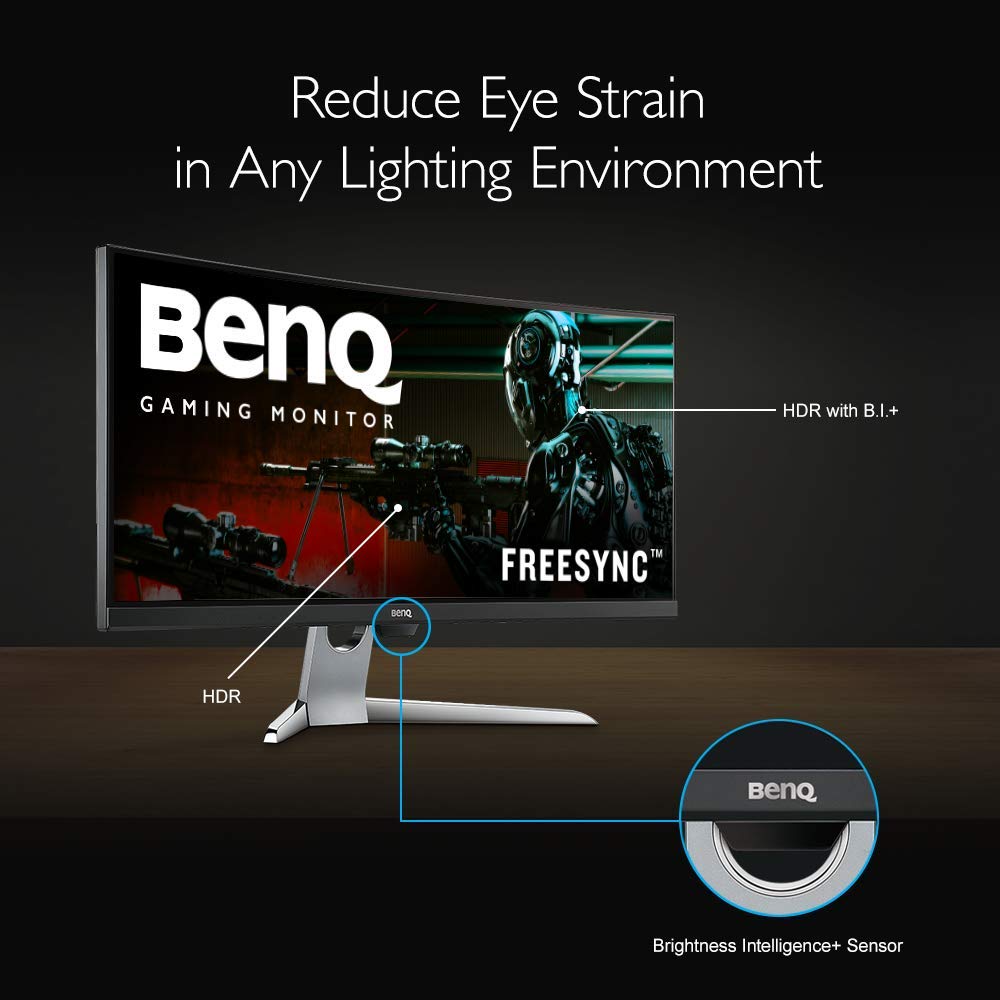 Reduce Eye Strain
in Any Lighting Environment
BenQ
GAMING MONITOR
HDR with B.I.+
FREESYNC™
BenQ
HDR
BenQ
Brightness Intelligence+ Sensor